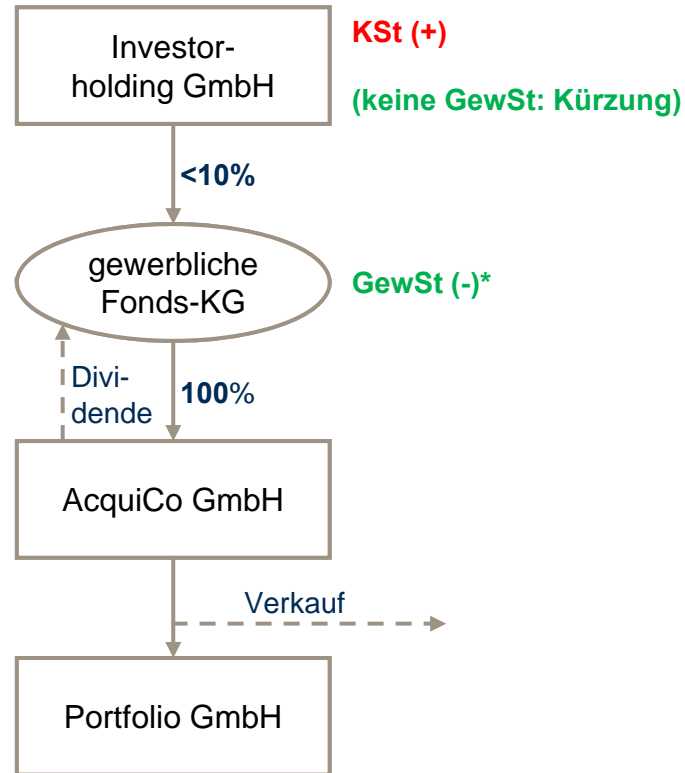 Investor-
holding GmbH
KSt (+)
(keine GewSt: Kürzung)
<10%
gewerbliche
Fonds-KG
GewSt (-)*
Divi-
dende
100%
AcquiCo GmbH
Verkauf
Portfolio GmbH